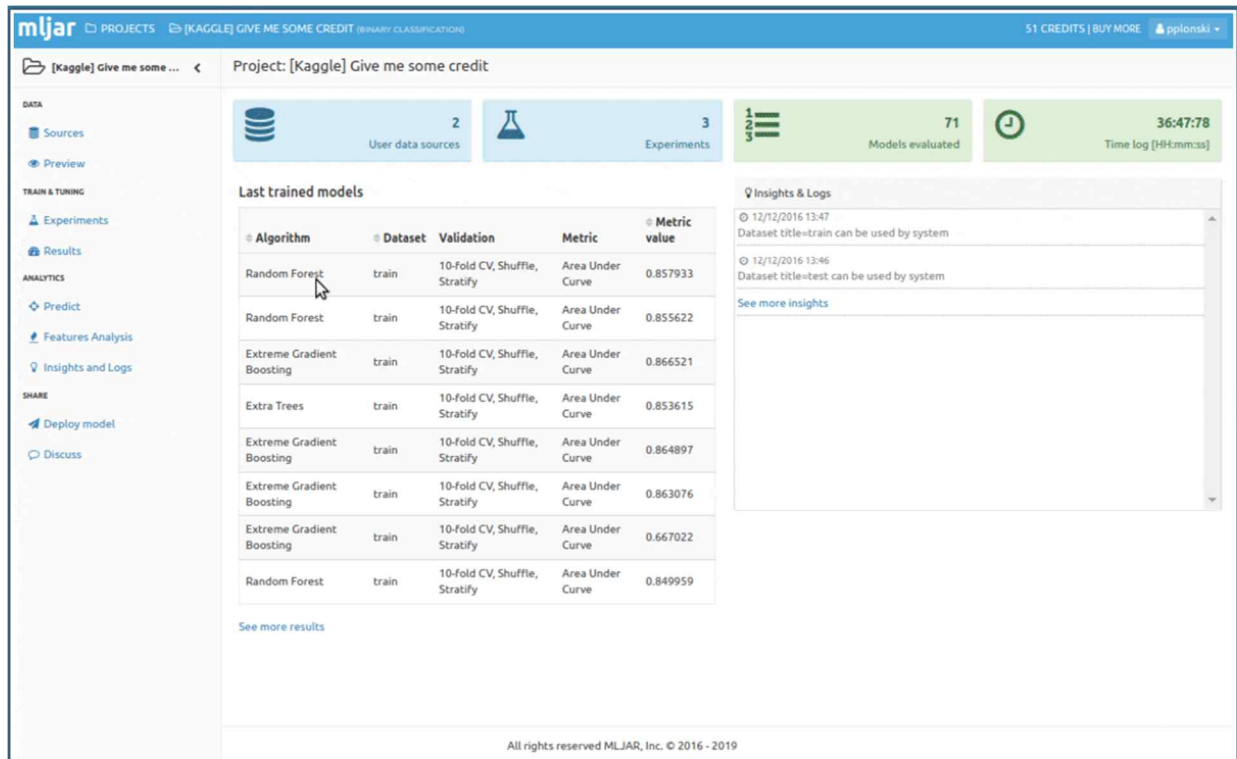 mljar PROJECTS [KAGGLE] GIVE ME SOME CREDIT (BINARY CLASSIFICATION) 51 CREDITS | BUY MORE pplonski
[Kaggle] Give me some ...
Project: [Kaggle] Give me some credit
DATA
Sources
Preview
TRAIN & TUNING
Experiments
Results
ANALYTICS
Predict
Features Analysis
Insights and Logs
SHARE
Deploy model
Discuss
2
User data sources
3
Experiments
1
2
3
71
Models evaluated
36:47:78
Time log [HH:mm:ss]
Last trained models
Algorithm Dataset Validation Metric Metric value
Random Forest train 10-fold CV, Shuffle, Stratify Area Under Curve 0.857933
Random Forest train 10-fold CV, Shuffle, Stratify Area Under Curve 0.855622
Extreme Gradient Boosting train 10-fold CV, Shuffle, Stratify Area Under Curve 0.866521
Extra Trees train 10-fold CV, Shuffle, Stratify Area Under Curve 0.853615
Extreme Gradient Boosting train 10-fold CV, Shuffle, Stratify Area Under Curve 0.864897
Extreme Gradient Boosting train 10-fold CV, Shuffle, Stratify Area Under Curve 0.863076
Extreme Gradient Boosting train 10-fold CV, Shuffle, Stratify Area Under Curve 0.667022
Random Forest train 10-fold CV, Shuffle, Stratify Area Under Curve 0.849959
See more results
Insights & Logs
12/12/2016 13:47
Dataset title=train can be used by system
12/12/2016 13:46
Dataset title=test can be used by system
See more insights
All rights reserved MLJAR, Inc. © 2016 - 2019